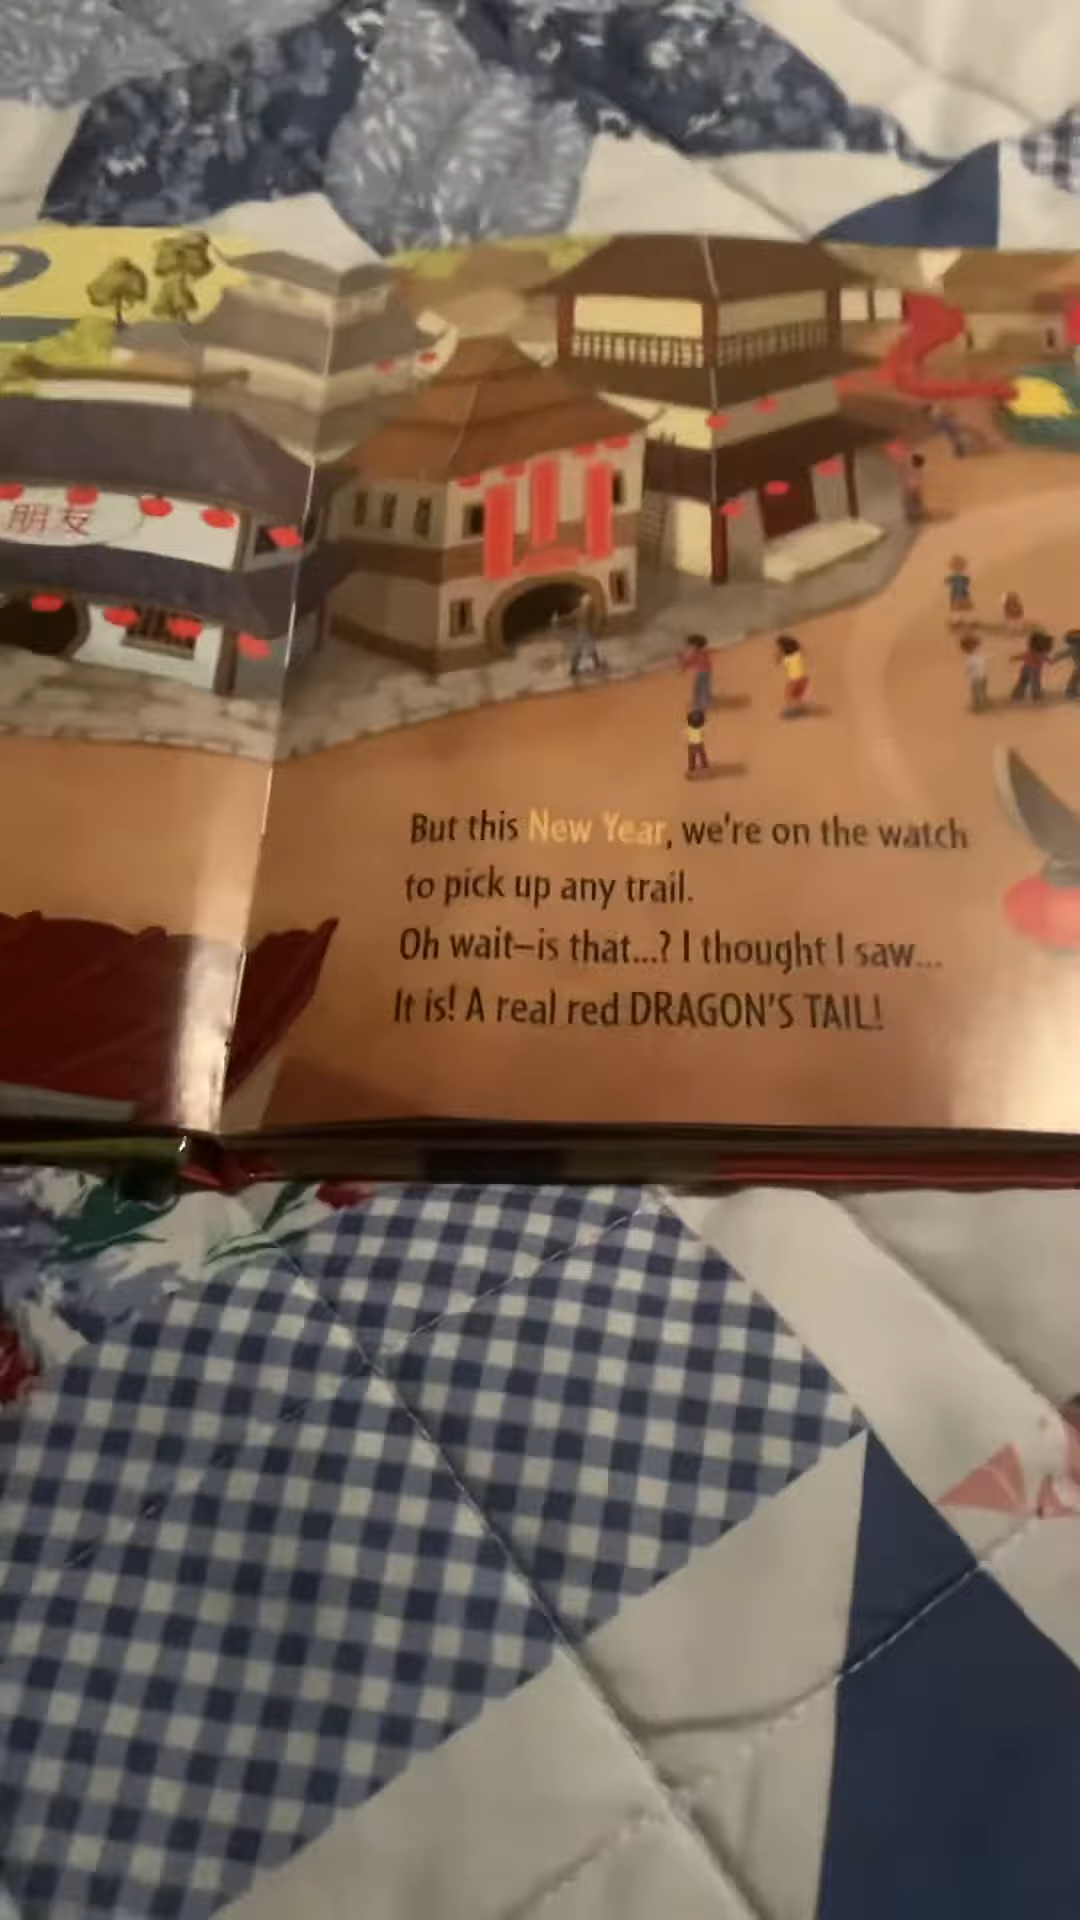 朋友
But this New Year, we're on the watch
to pick up any trail.
Oh wait—is that...? I thought I saw...
It is! A real red DRAGON'S TAIL!